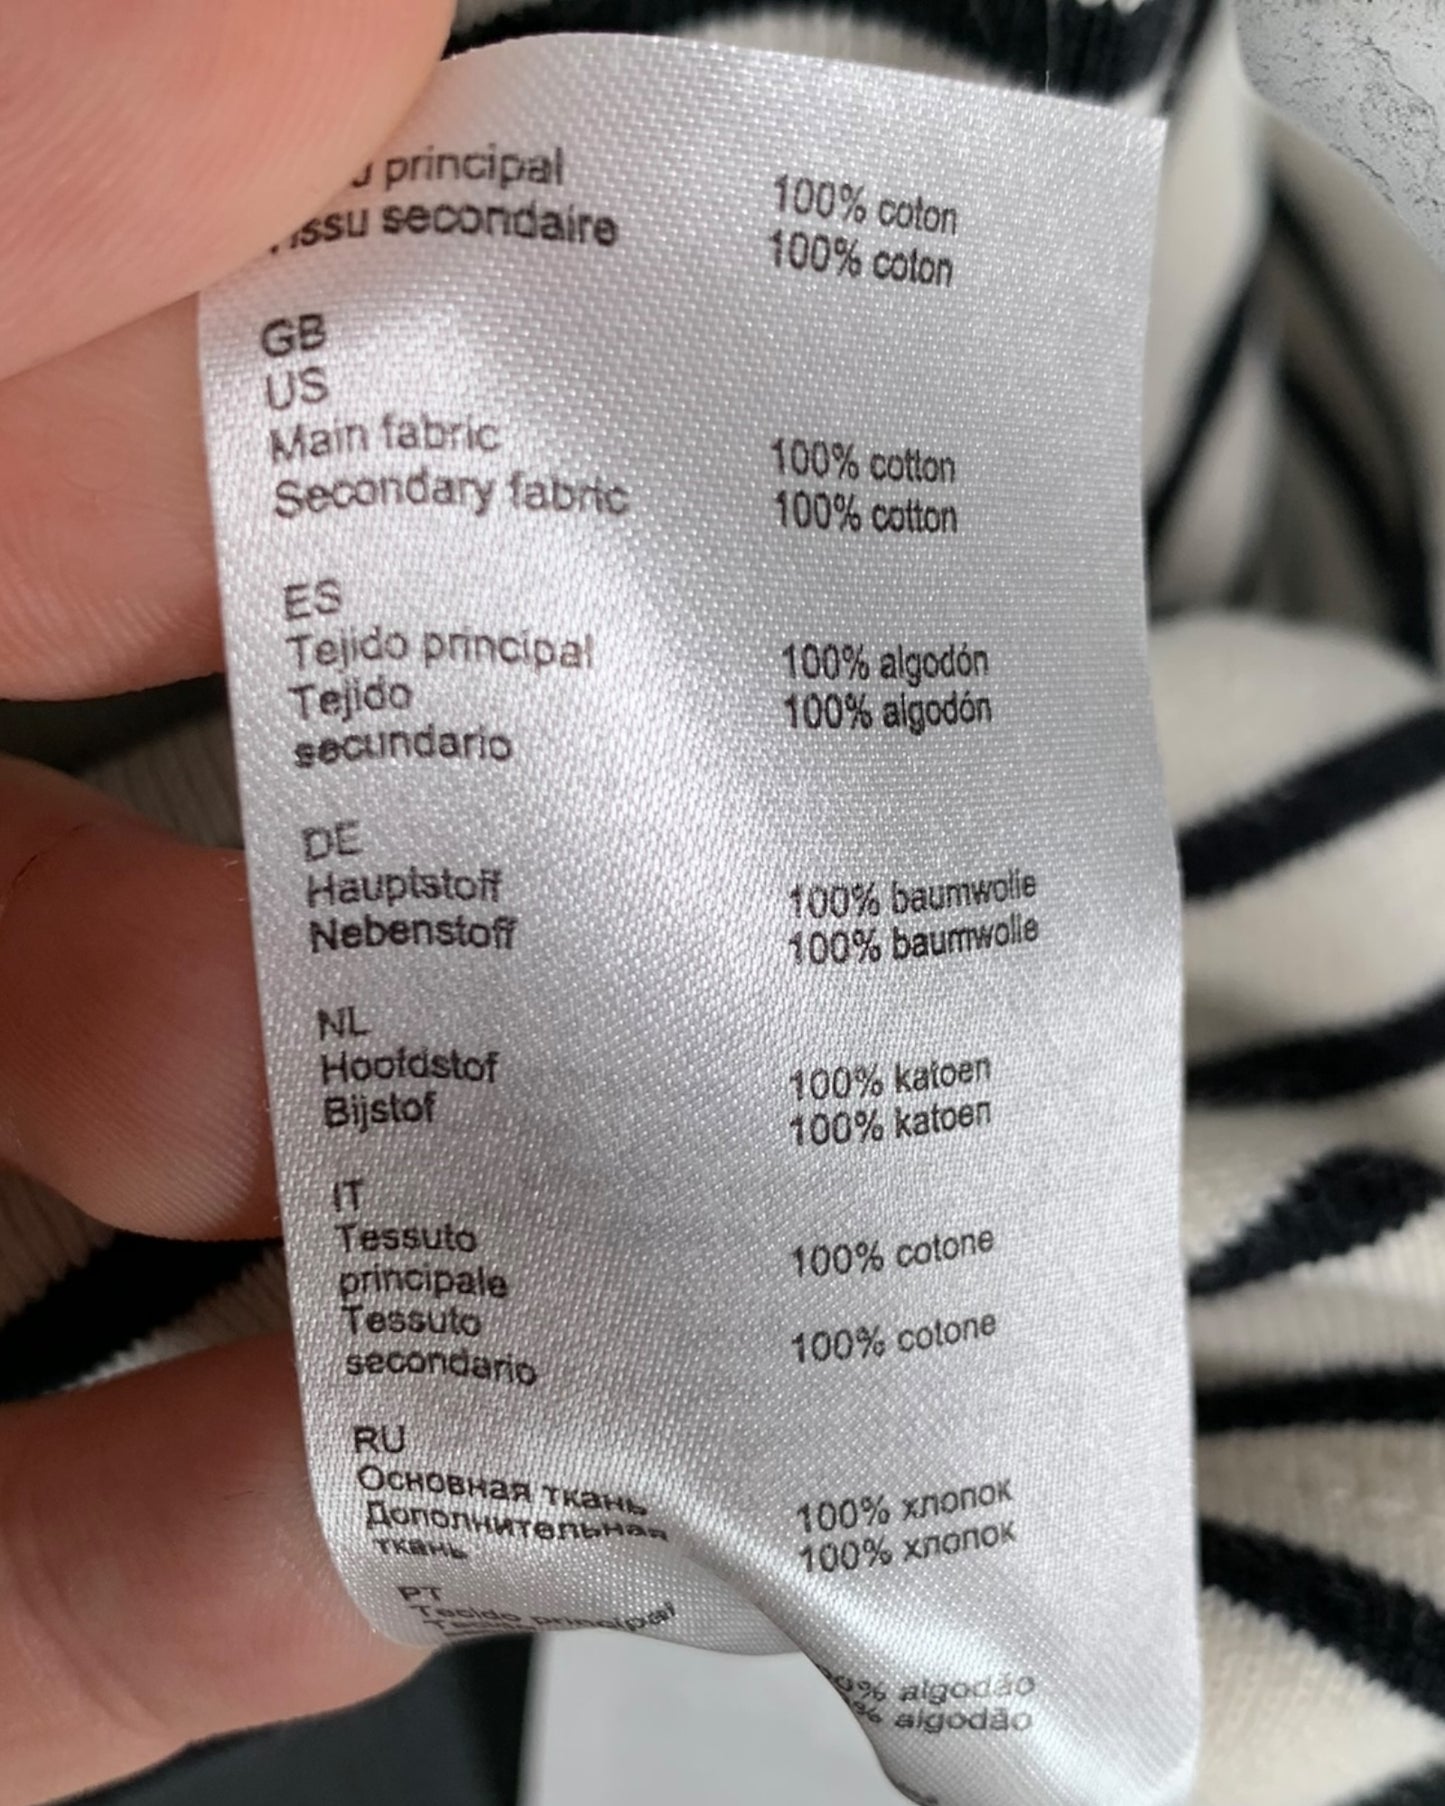 principal 100% coton
secondaire 100% coton
GB
US
Main fabric 100% cotton
Secondary fabric 100% cotton
ES
Tejido principal 100% algodón
Tejido 100% algodón
secundario
DE
Hauptstoff 100% baumwolle
Nebenstoff 100% baumwolle
NL
Hoofdstof 100% katoen
Bijstof 100% katoen
IT
Tessuto 100% cotone
principale
Tessuto 100% cotone
secondario
RU
Основная ткань 100% хлопок
Дополнительная 100% хлопок
ткань
PT
Tecido principal
algodão
algodão